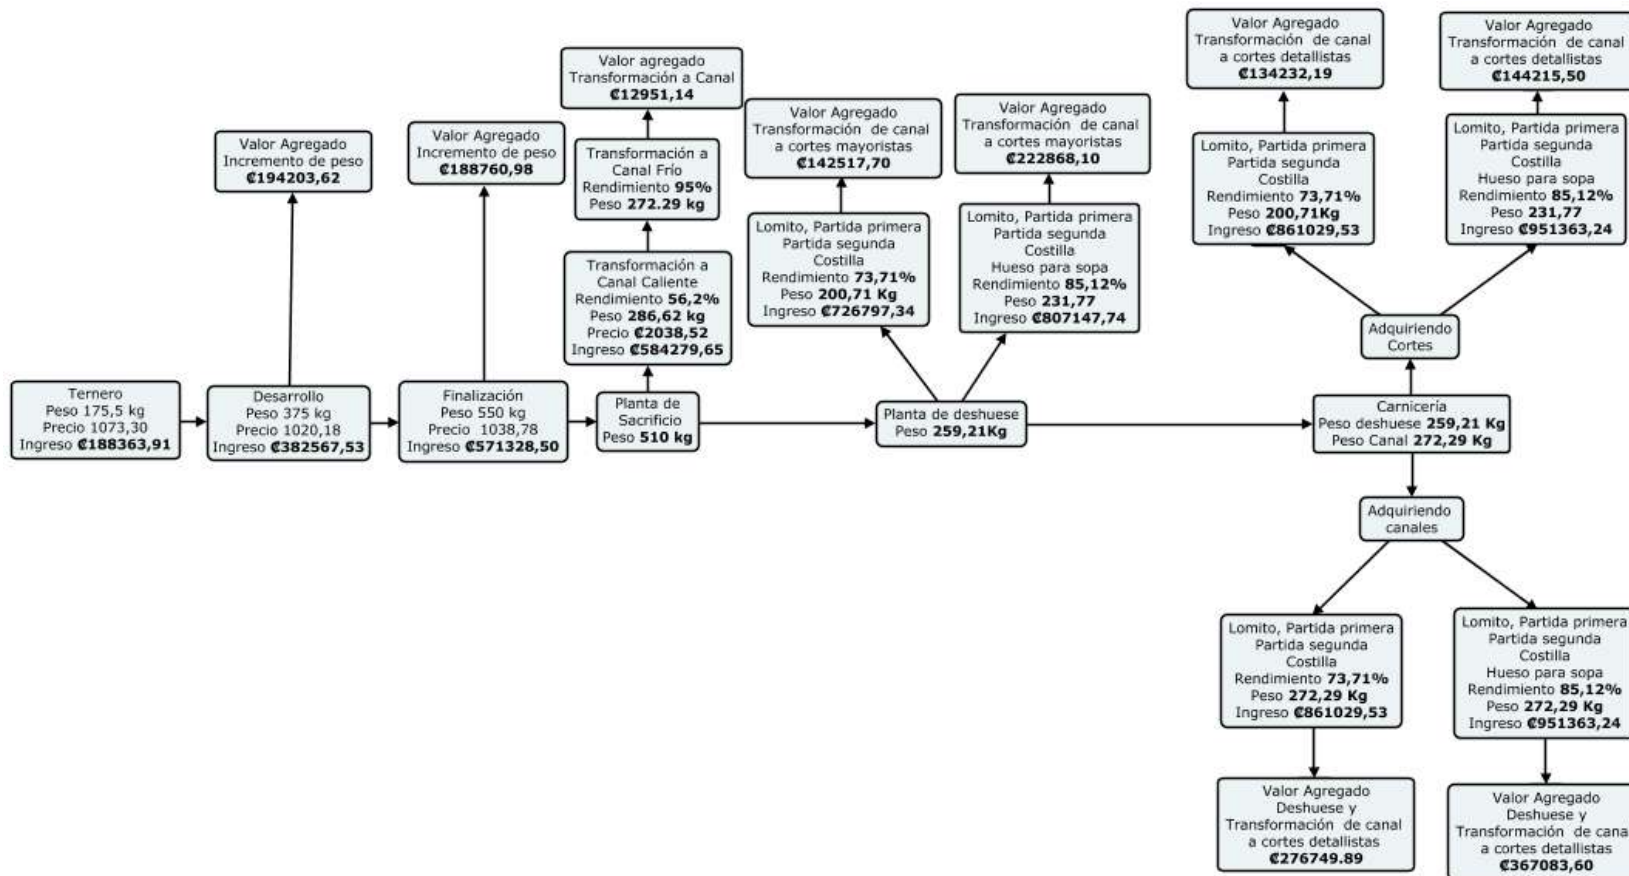 Ternero
Peso 175,5 kg
Precio 1073,30
Ingreso ₡188363,91
Valor Agregado
Incremento de peso
₡194203,62
Desarrollo
Peso 375 kg
Precio 1020,18
Ingreso ₡382567,53
Valor Agregado
Incremento de peso
₡188760,98
Finalización
Peso 550 kg
Precio 1038,78
Ingreso ₡571328,50
Valor agregado
Transformación a Canal
₡12951,14
Transformación a
Canal Frío
Rendimiento 95%
Peso 272.29 kg
Transformación a
Canal Caliente
Rendimiento 56,2%
Peso 286,62 kg
Precio ₡2038,52
Ingreso ₡584279,65
Planta de
Sacrificio
Peso 510 kg
Valor Agregado
Transformación de canal
a cortes mayoristas
₡142517,70
Lomito, Partida primera
Partida segunda
Costilla
Rendimiento 73,71%
Peso 200,71 Kg
Ingreso ₡726797,34
Valor Agregado
Transformación de canal
a cortes mayoristas
₡222868,10
Lomito, Partida primera
Partida segunda
Costilla
Hueso para sopa
Rendimiento 85,12%
Peso 231,77
Ingreso ₡807147,74
Planta de deshuese
Peso 259,21Kg
Valor Agregado
Transformación de canal
a cortes detallistas
₡134232,19
Lomito, Partida primera
Partida segunda
Costilla
Rendimiento 73,71%
Peso 200,71Kg
Ingreso ₡861029,53
Valor Agregado
Transformación de canal
a cortes detallistas
₡144215,50
Lomito, Partida primera
Partida segunda
Costilla
Hueso para sopa
Rendimiento 85,12%
Peso 231,77
Ingreso ₡951363,24
Adquiriendo
Cortes
Carnicería
Peso deshuese 259,21 Kg
Peso Canal 272,29 Kg
Adquiriendo
canales
Lomito, Partida primera
Partida segunda
Costilla
Rendimiento 73,71%
Peso 272,29 Kg
Ingreso ₡861029,53
Valor Agregado
Deshuese y
Transformación de canal
a cortes detallistas
₡276749.89
Lomito, Partida primera
Partida segunda
Costilla
Hueso para sopa
Rendimiento 85,12%
Peso 272,29 Kg
Ingreso ₡951363,24
Valor Agregado
Deshuese y
Transformación de canal
a cortes detallistas
₡367083,60